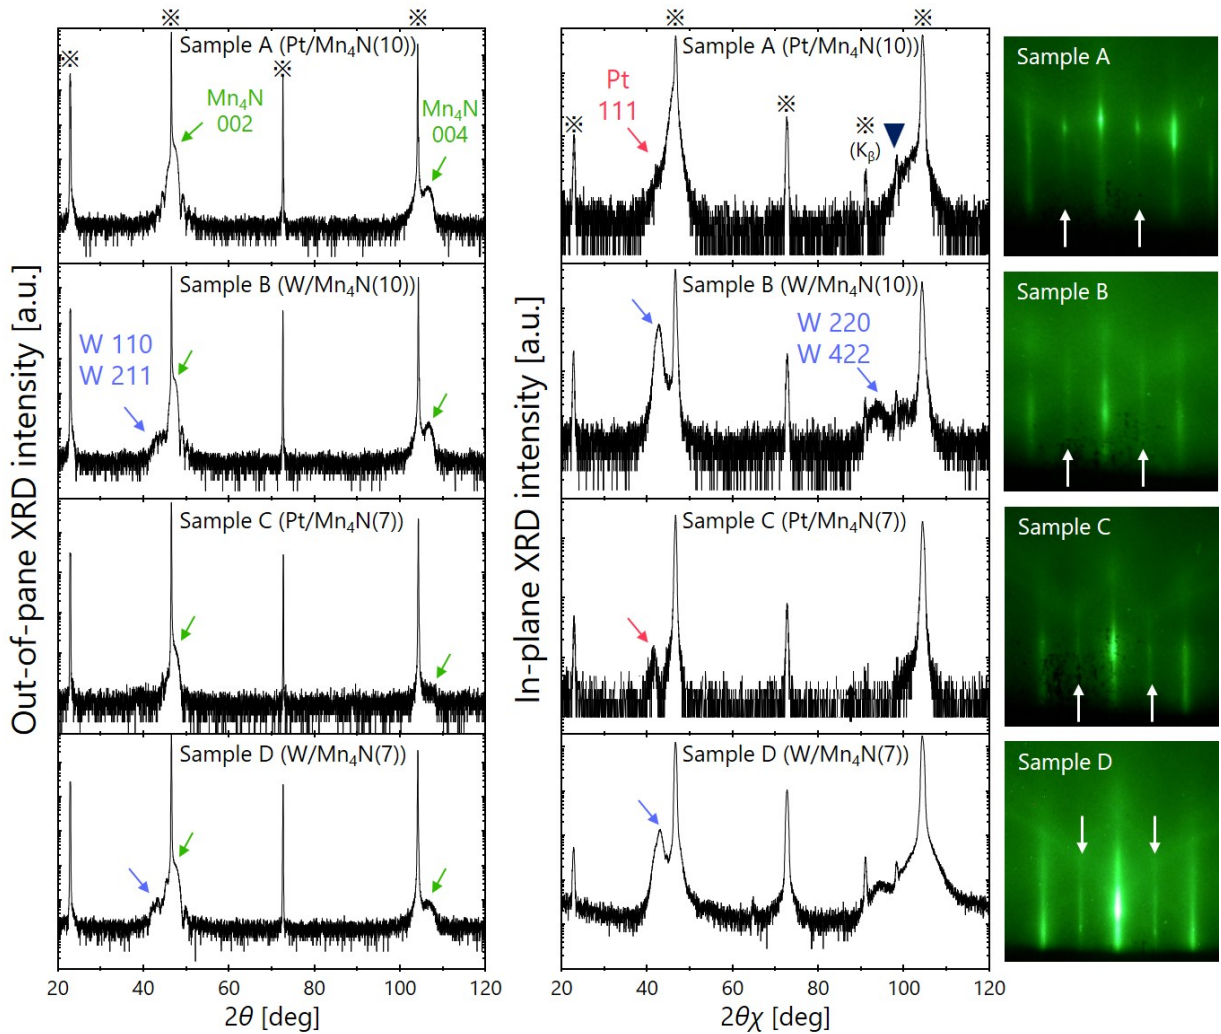 Out-of-pane XRD intensity [a.u.]
※ ※
Sample A (Pt/Mn₄N(10))
※ ※
Mn₄N
002
Mn₄N
004
Sample B (W/Mn₄N(10))
W 110
W 211
Sample C (Pt/Mn₄N(7))
Sample D (W/Mn₄N(7))
20 40 60 80 100 120
2θ [deg]
In-plane XRD intensity [a.u.]
※ ※
Sample A (Pt/Mn₄N(10))
Pt
111
※ ※ ※
(Kᵦ)
Sample B (W/Mn₄N(10))
W 220
W 422
Sample C (Pt/Mn₄N(7))
Sample D (W/Mn₄N(7))
20 40 60 80 100 120
2θχ [deg]
Sample A
Sample B
Sample C
Sample D